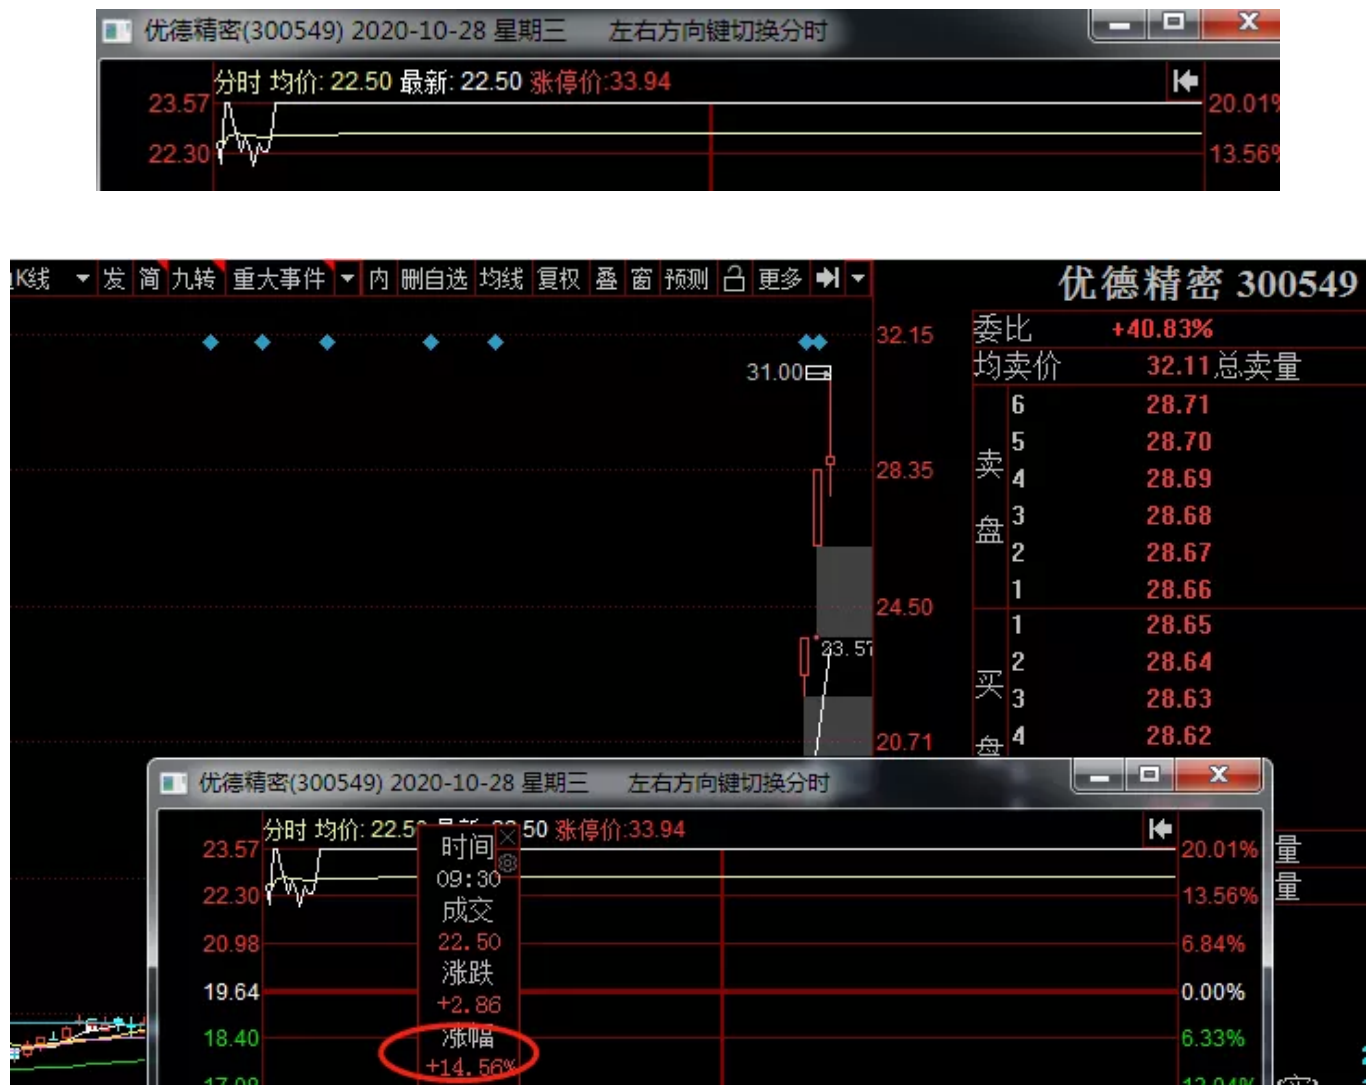 优德精密(300549) 2020-10-28 星期三 左右方向键切换分时
分时 均价: 22.50 最新: 22.50 涨停价:33.94
23.57 20.01%
22.30 13.56%
K线 发 简 九转 重大事件 内 删自选 均线 复权 叠 窗 预测 更多
优德精密 300549
32.15
委比 +40.83%
31.00
均卖价 32.11 总卖量
6 28.71
28.35
卖 5 28.70
4 28.69
盘 3 28.68
2 28.67
24.50
1 28.66
1 28.65
23.57
买 2 28.64
3 28.63
20.71
盘 4 28.62
优德精密(300549) 2020-10-28 星期三 左右方向键切换分时
分时 均价: 22.5 50 涨停价:33.94
23.57 20.01% 量
22.30 13.56% 量
20.98 6.84%
19.64 0.00%
18.40 6.33%
17.08 12.94%
时间
09:30
成交
22.50
涨跌
+2.86
涨幅
+14.56%